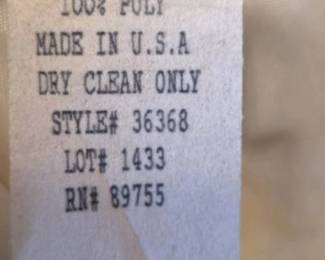 100% POLY
MADE IN U.S.A
DRY CLEAN ONLY
STYLE# 36368
LOT# 1433
RN# 89755